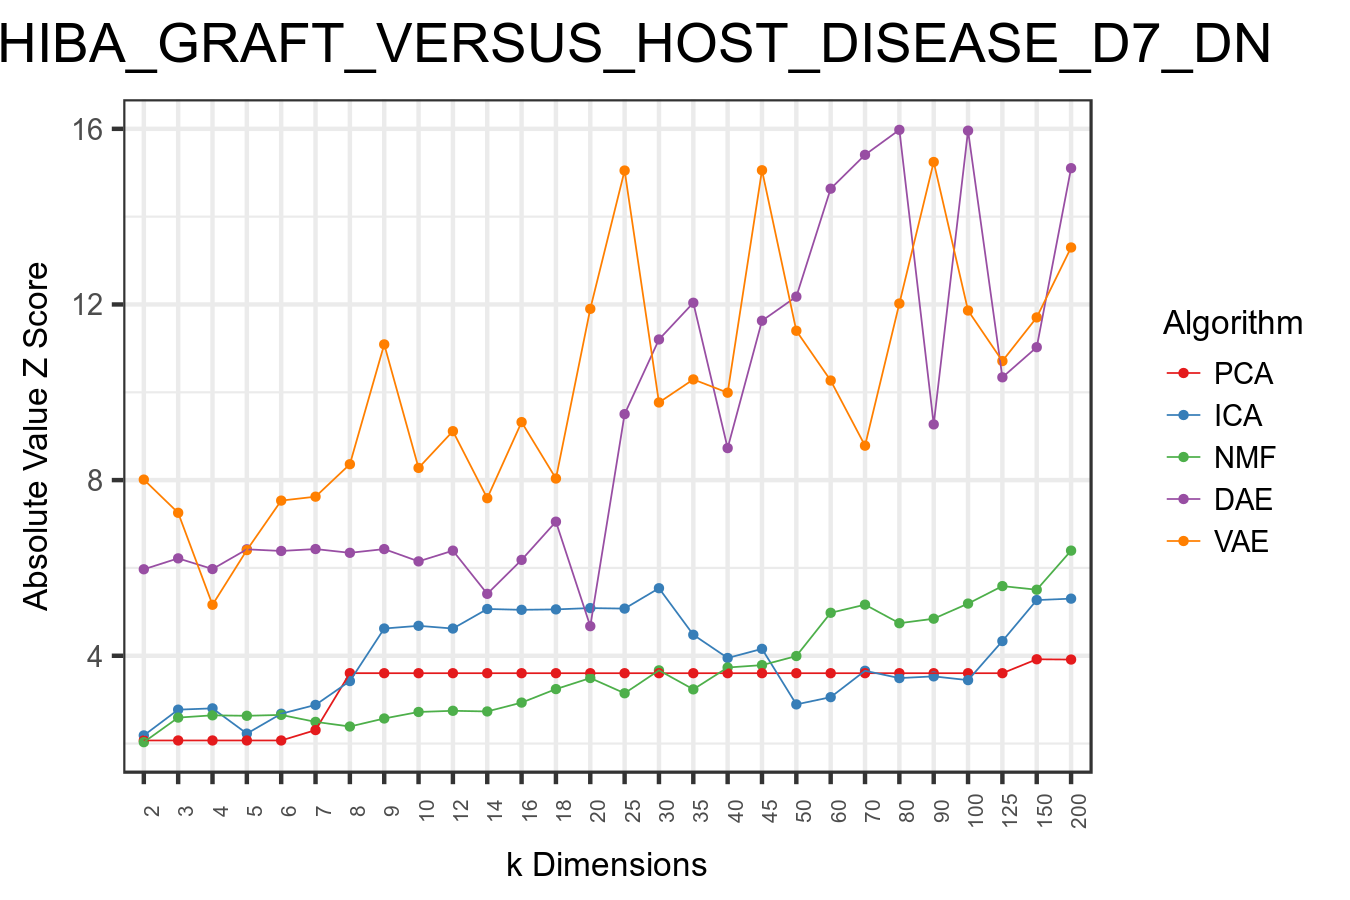 HIBA_GRAFT_VERSUS_HOST_DISEASE_D7_DN
16
12
8
4
Absolute Value Z Score
2 3 4 5 6 7 8 9 10 12 14 16 18 20 25 30 35 40 45 50 60 70 80 90 100 125 150 200
k Dimensions
Algorithm
PCA
ICA
NMF
DAE
VAE